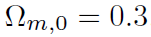 Ω_{m,0} = 0.3